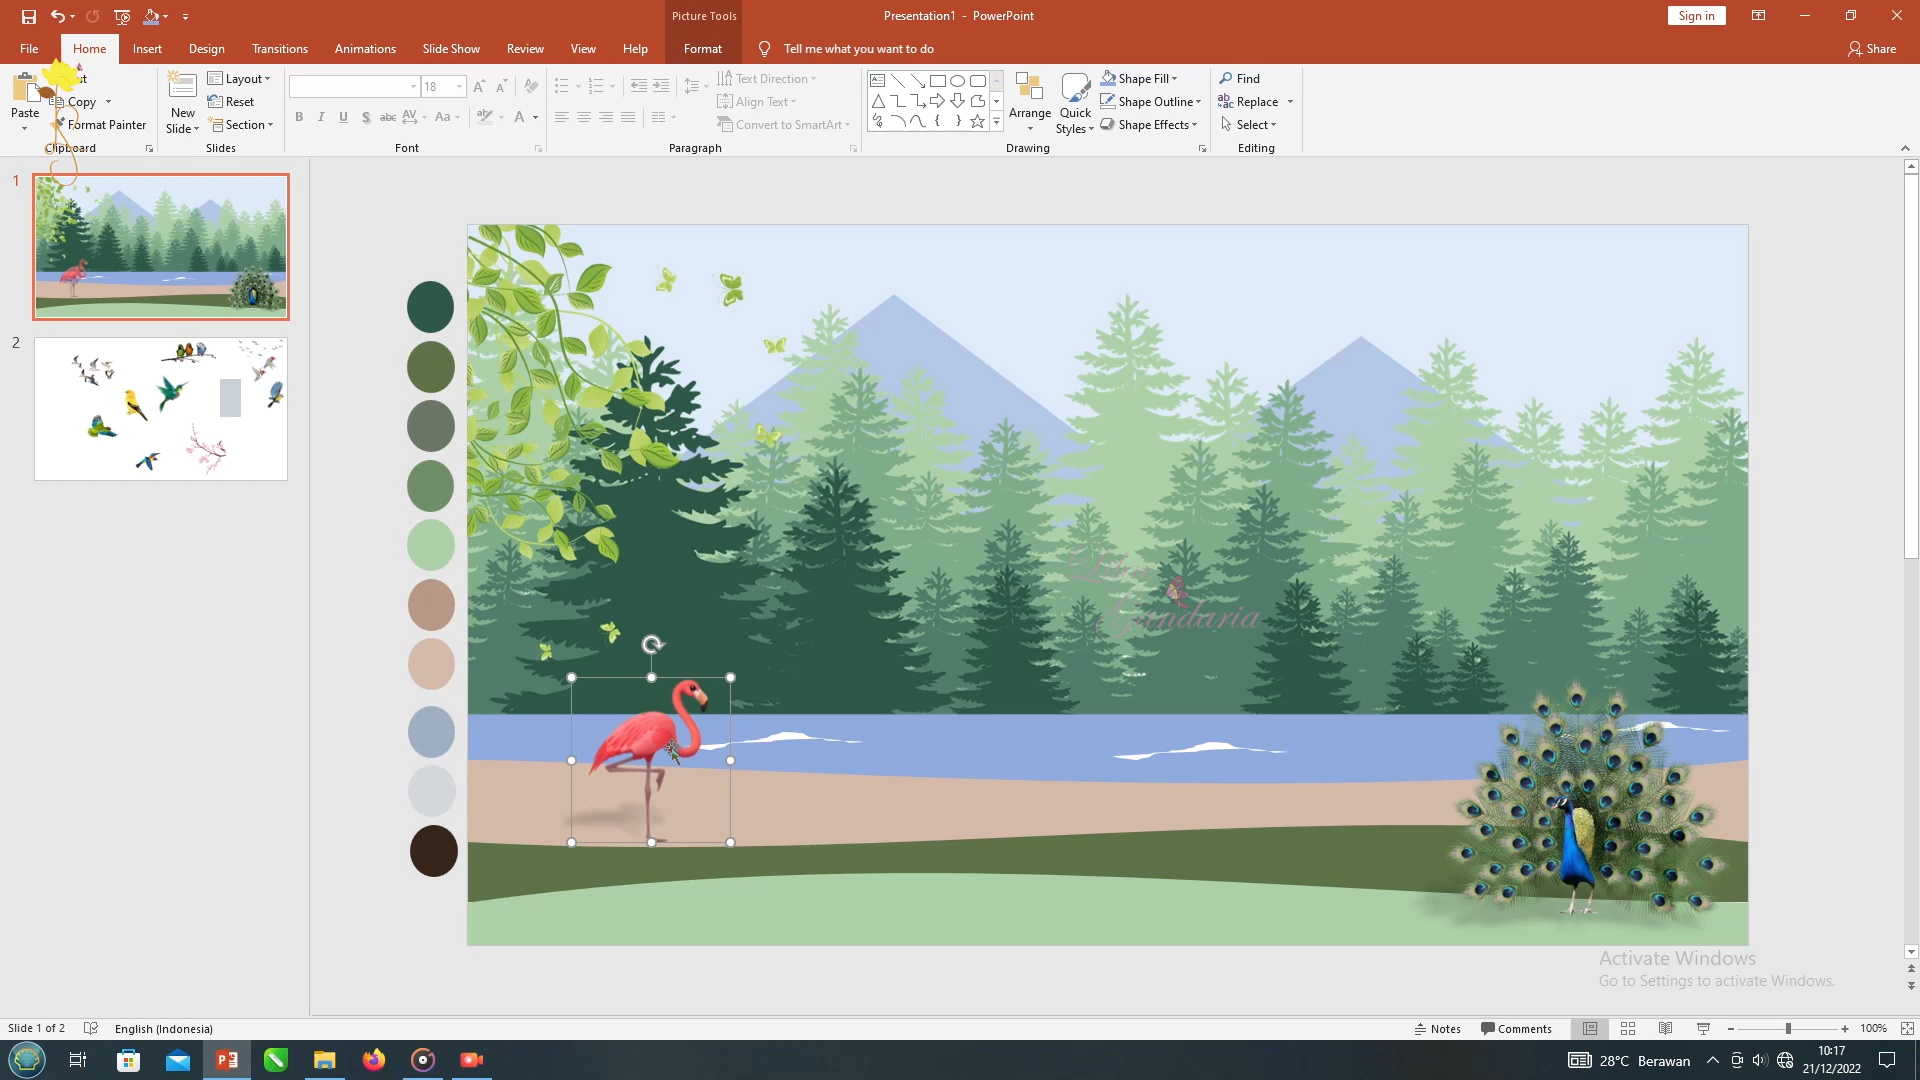 Picture Tools
Presentation1 - PowerPoint
Sign in
File
Home
Insert
Design
Transitions
Animations
Slide Show
Review
View
Help
Format
Tell me what you want to do
Share
Paste
Copy
Format Painter
Clipboard
New
Slide
Layout
Reset
Section
Slides
18
B I U S abc AV Aa A
Font
Text Direction
Align Text
Convert to SmartArt
Paragraph
Arrange
Quick
Styles
Shape Fill
Shape Outline
Shape Effects
Drawing
Find
Replace
Select
Editing
1
2
Gandaria
Activate Windows
Go to Settings to activate Windows.
Slide 1 of 2
English (Indonesia)
Notes
Comments
100%
28°C Berawan
10:17
21/12/2022